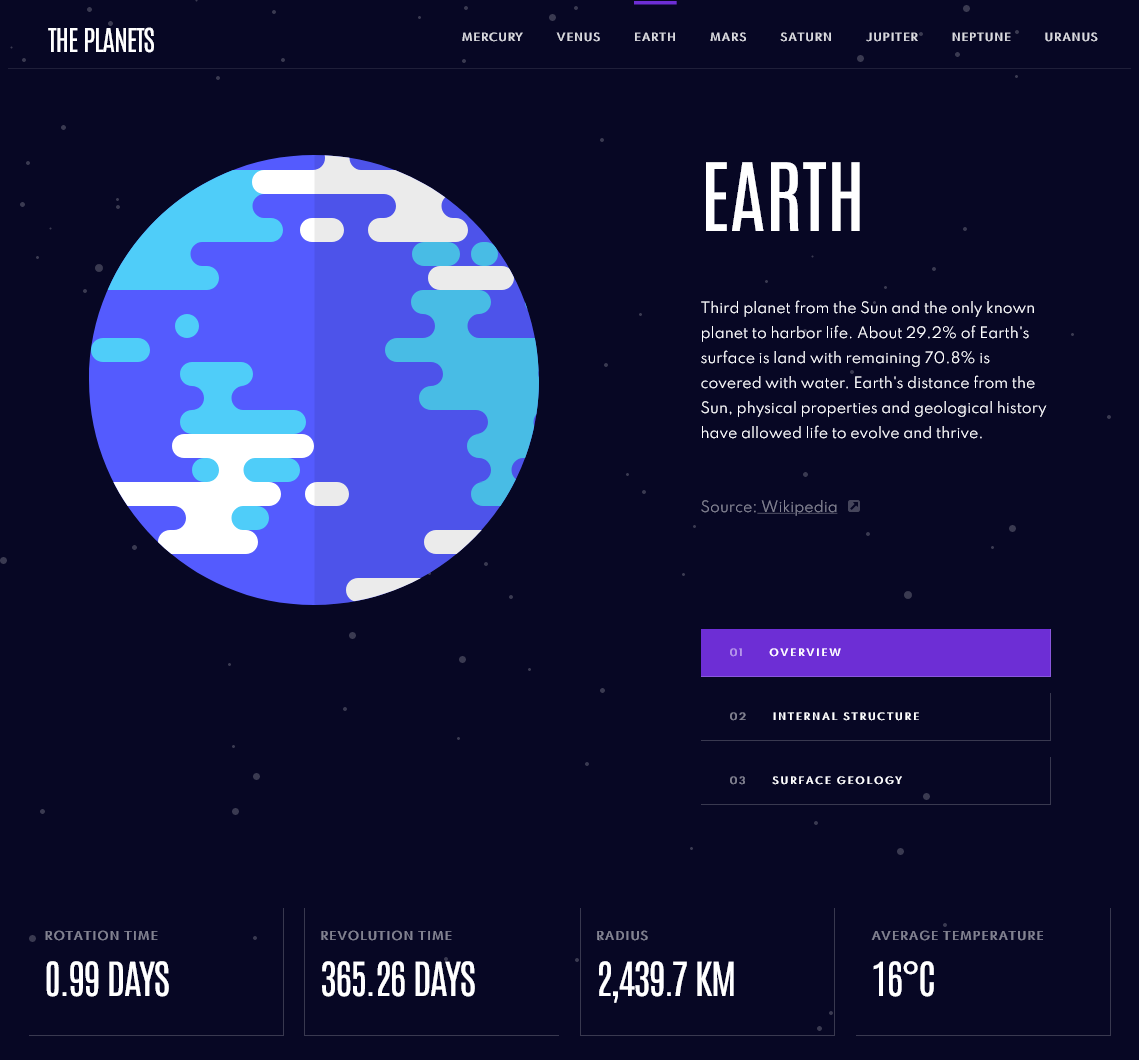 THE PLANETS
MERCURY VENUS EARTH MARS SATURN JUPITER NEPTUNE URANUS
EARTH
Third planet from the Sun and the only known
planet to harbor life. About 29.2% of Earth's
surface is land with remaining 70.8% is
covered with water. Earth's distance from the
Sun, physical properties and geological history
have allowed life to evolve and thrive.
Source: Wikipedia
01 OVERVIEW
02 INTERNAL STRUCTURE
03 SURFACE GEOLOGY
ROTATION TIME
0.99 DAYS
REVOLUTION TIME
365.26 DAYS
RADIUS
2,439.7 KM
AVERAGE TEMPERATURE
16°C